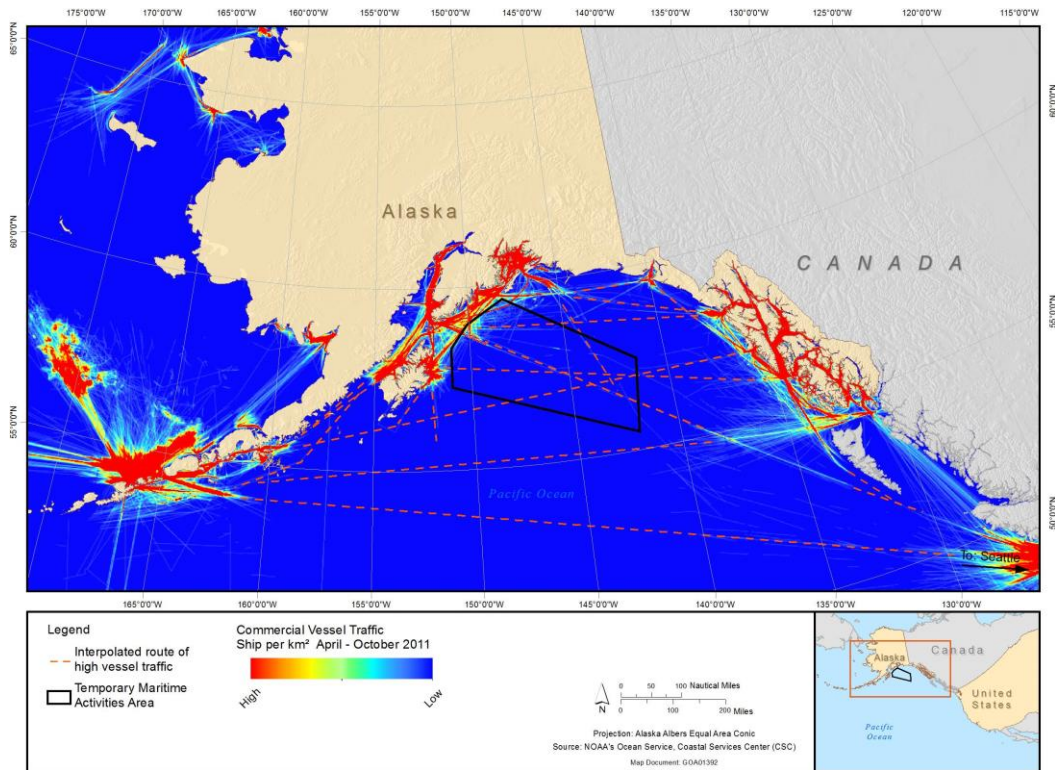 175°0'0"W 170°0'0"W 165°0'0"W 160°0'0"W 155°0'0"W 150°0'0"W 145°0'0"W 140°0'0"W 135°0'0"W 130°0'0"W 125°0'0"W 120°0'0"W 115°0'0"W
65°0'0"N
60°0'0"N
Alaska
60°0'0"N
CANADA
55°0'0"N
55°0'0"N
Pacific Ocean
50°0'0"N
To: Seattle
165°0'0"W 160°0'0"W 155°0'0"W 150°0'0"W 145°0'0"W 140°0'0"W 135°0'0"W 130°0'0"W
Legend
Interpolated route of
high vessel traffic
Temporary Maritime
Activities Area
Commercial Vessel Traffic
Ship per km² April - October 2011
High
Low
N
0 50 100 Nautical Miles
0 100 200 Miles
Projection: Alaska Albers Equal Area Conic
Source: NOAA's Ocean Service, Coastal Services Center (CSC)
Map Document: GOA01392
Alaska
Canada
United
States
Pacific
Ocean